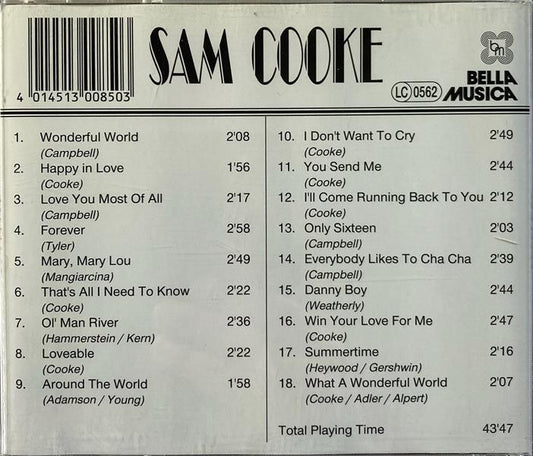 SAM COOKE
4 014513 008503
bm
LC 0562
BELLA
MUSICA
1. Wonderful World 2'08
(Campbell)
2. Happy in Love 1'56
(Cooke)
3. Love You Most Of All 2'17
(Campbell)
4. Forever 2'58
(Tyler)
5. Mary, Mary Lou 2'49
(Mangiarcina)
6. That's All I Need To Know 2'22
(Cooke)
7. Ol' Man River 2'36
(Hammerstein / Kern)
8. Loveable 2'22
(Cooke)
9. Around The World 1'58
(Adamson / Young)
10. I Don't Want To Cry 2'49
(Cooke)
11. You Send Me 2'44
(Cooke)
12. I'll Come Running Back To You 2'12
(Cooke)
13. Only Sixteen 2'03
(Campbell)
14. Everybody Likes To Cha Cha 2'39
(Campbell)
15. Danny Boy 2'44
(Weatherly)
16. Win Your Love For Me 2'47
(Cooke)
17. Summertime 2'16
(Heywood / Gershwin)
18. What A Wonderful World 2'07
(Cooke / Adler / Alpert)
Total Playing Time 43'47